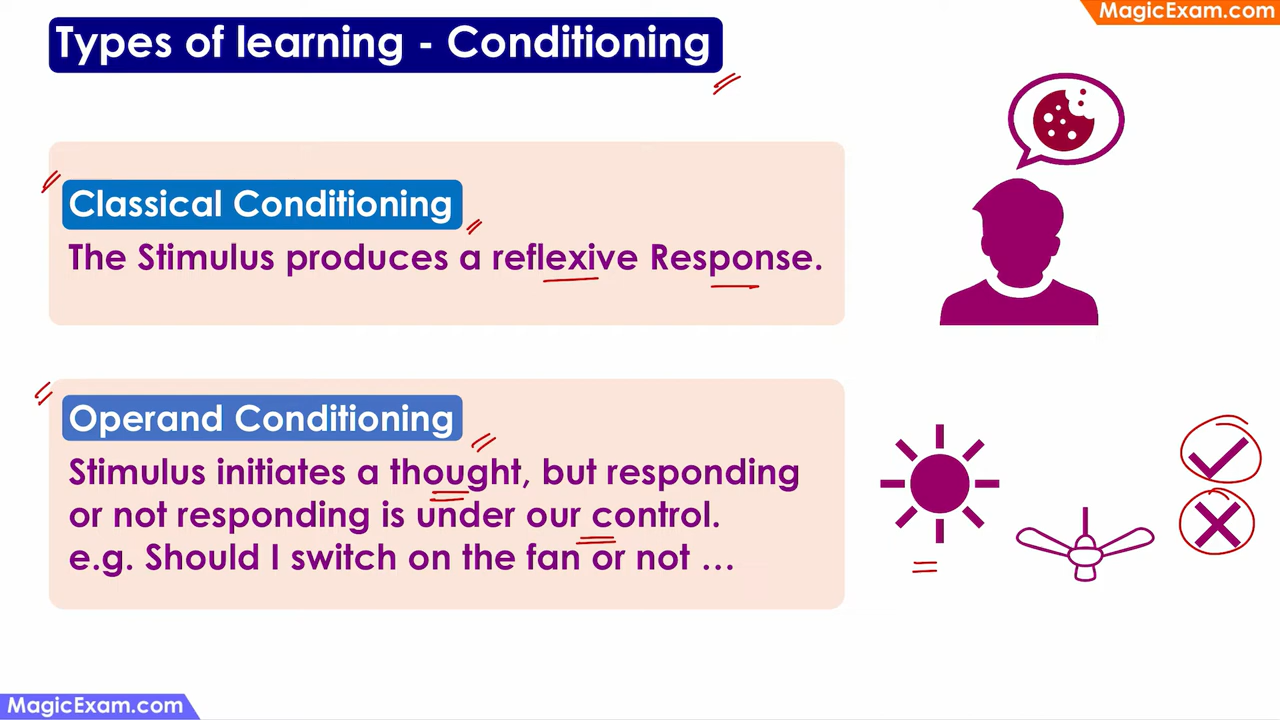 MagicExam.com
Types of learning - Conditioning
Classical Conditioning
The Stimulus produces a reflexive Response.
Operand Conditioning
Stimulus initiates a thought, but responding
or not responding is under our control.
e.g. Should I switch on the fan or not ...
MagicExam.com